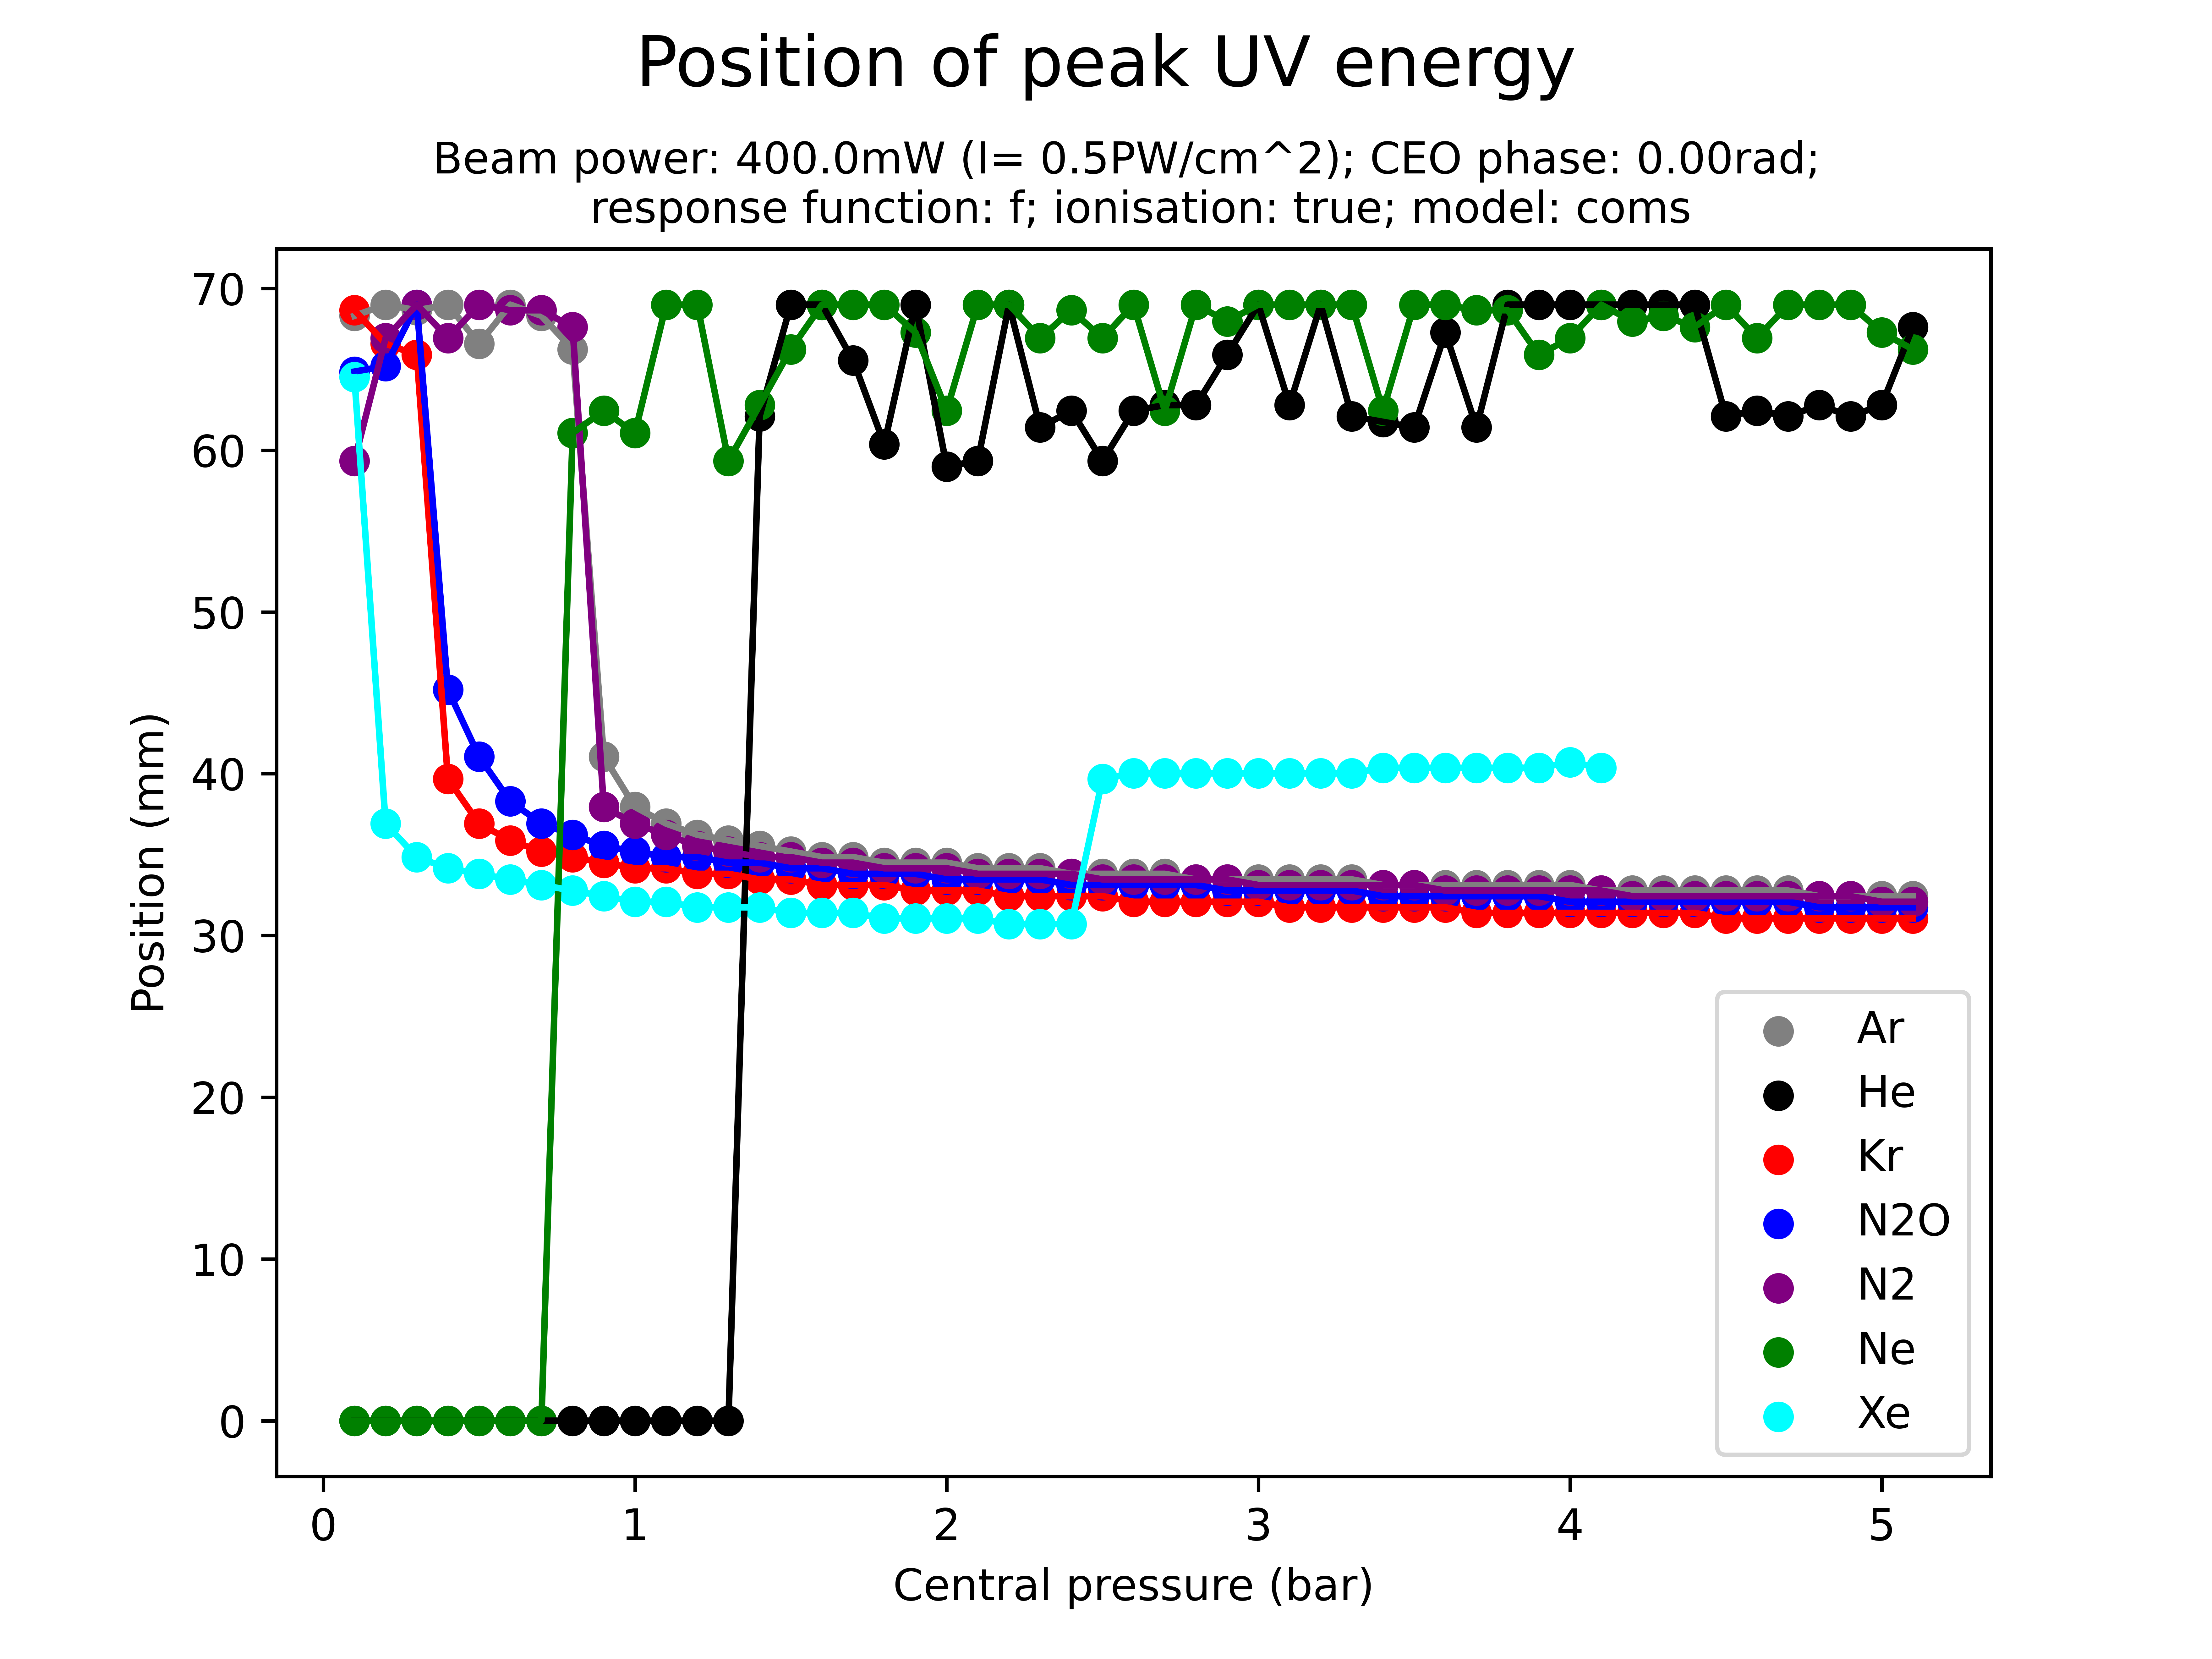 Position of peak UV energy
Beam power: 400.0mW (I= 0.5PW/cm^2); CEO phase: 0.00rad;
response function: f; ionisation: true; model: coms
70
60
50
40
30
20
10
0
Position (mm)
Ar
He
Kr
N2O
N2
Ne
Xe
0 1 2 3 4 5
Central pressure (bar)